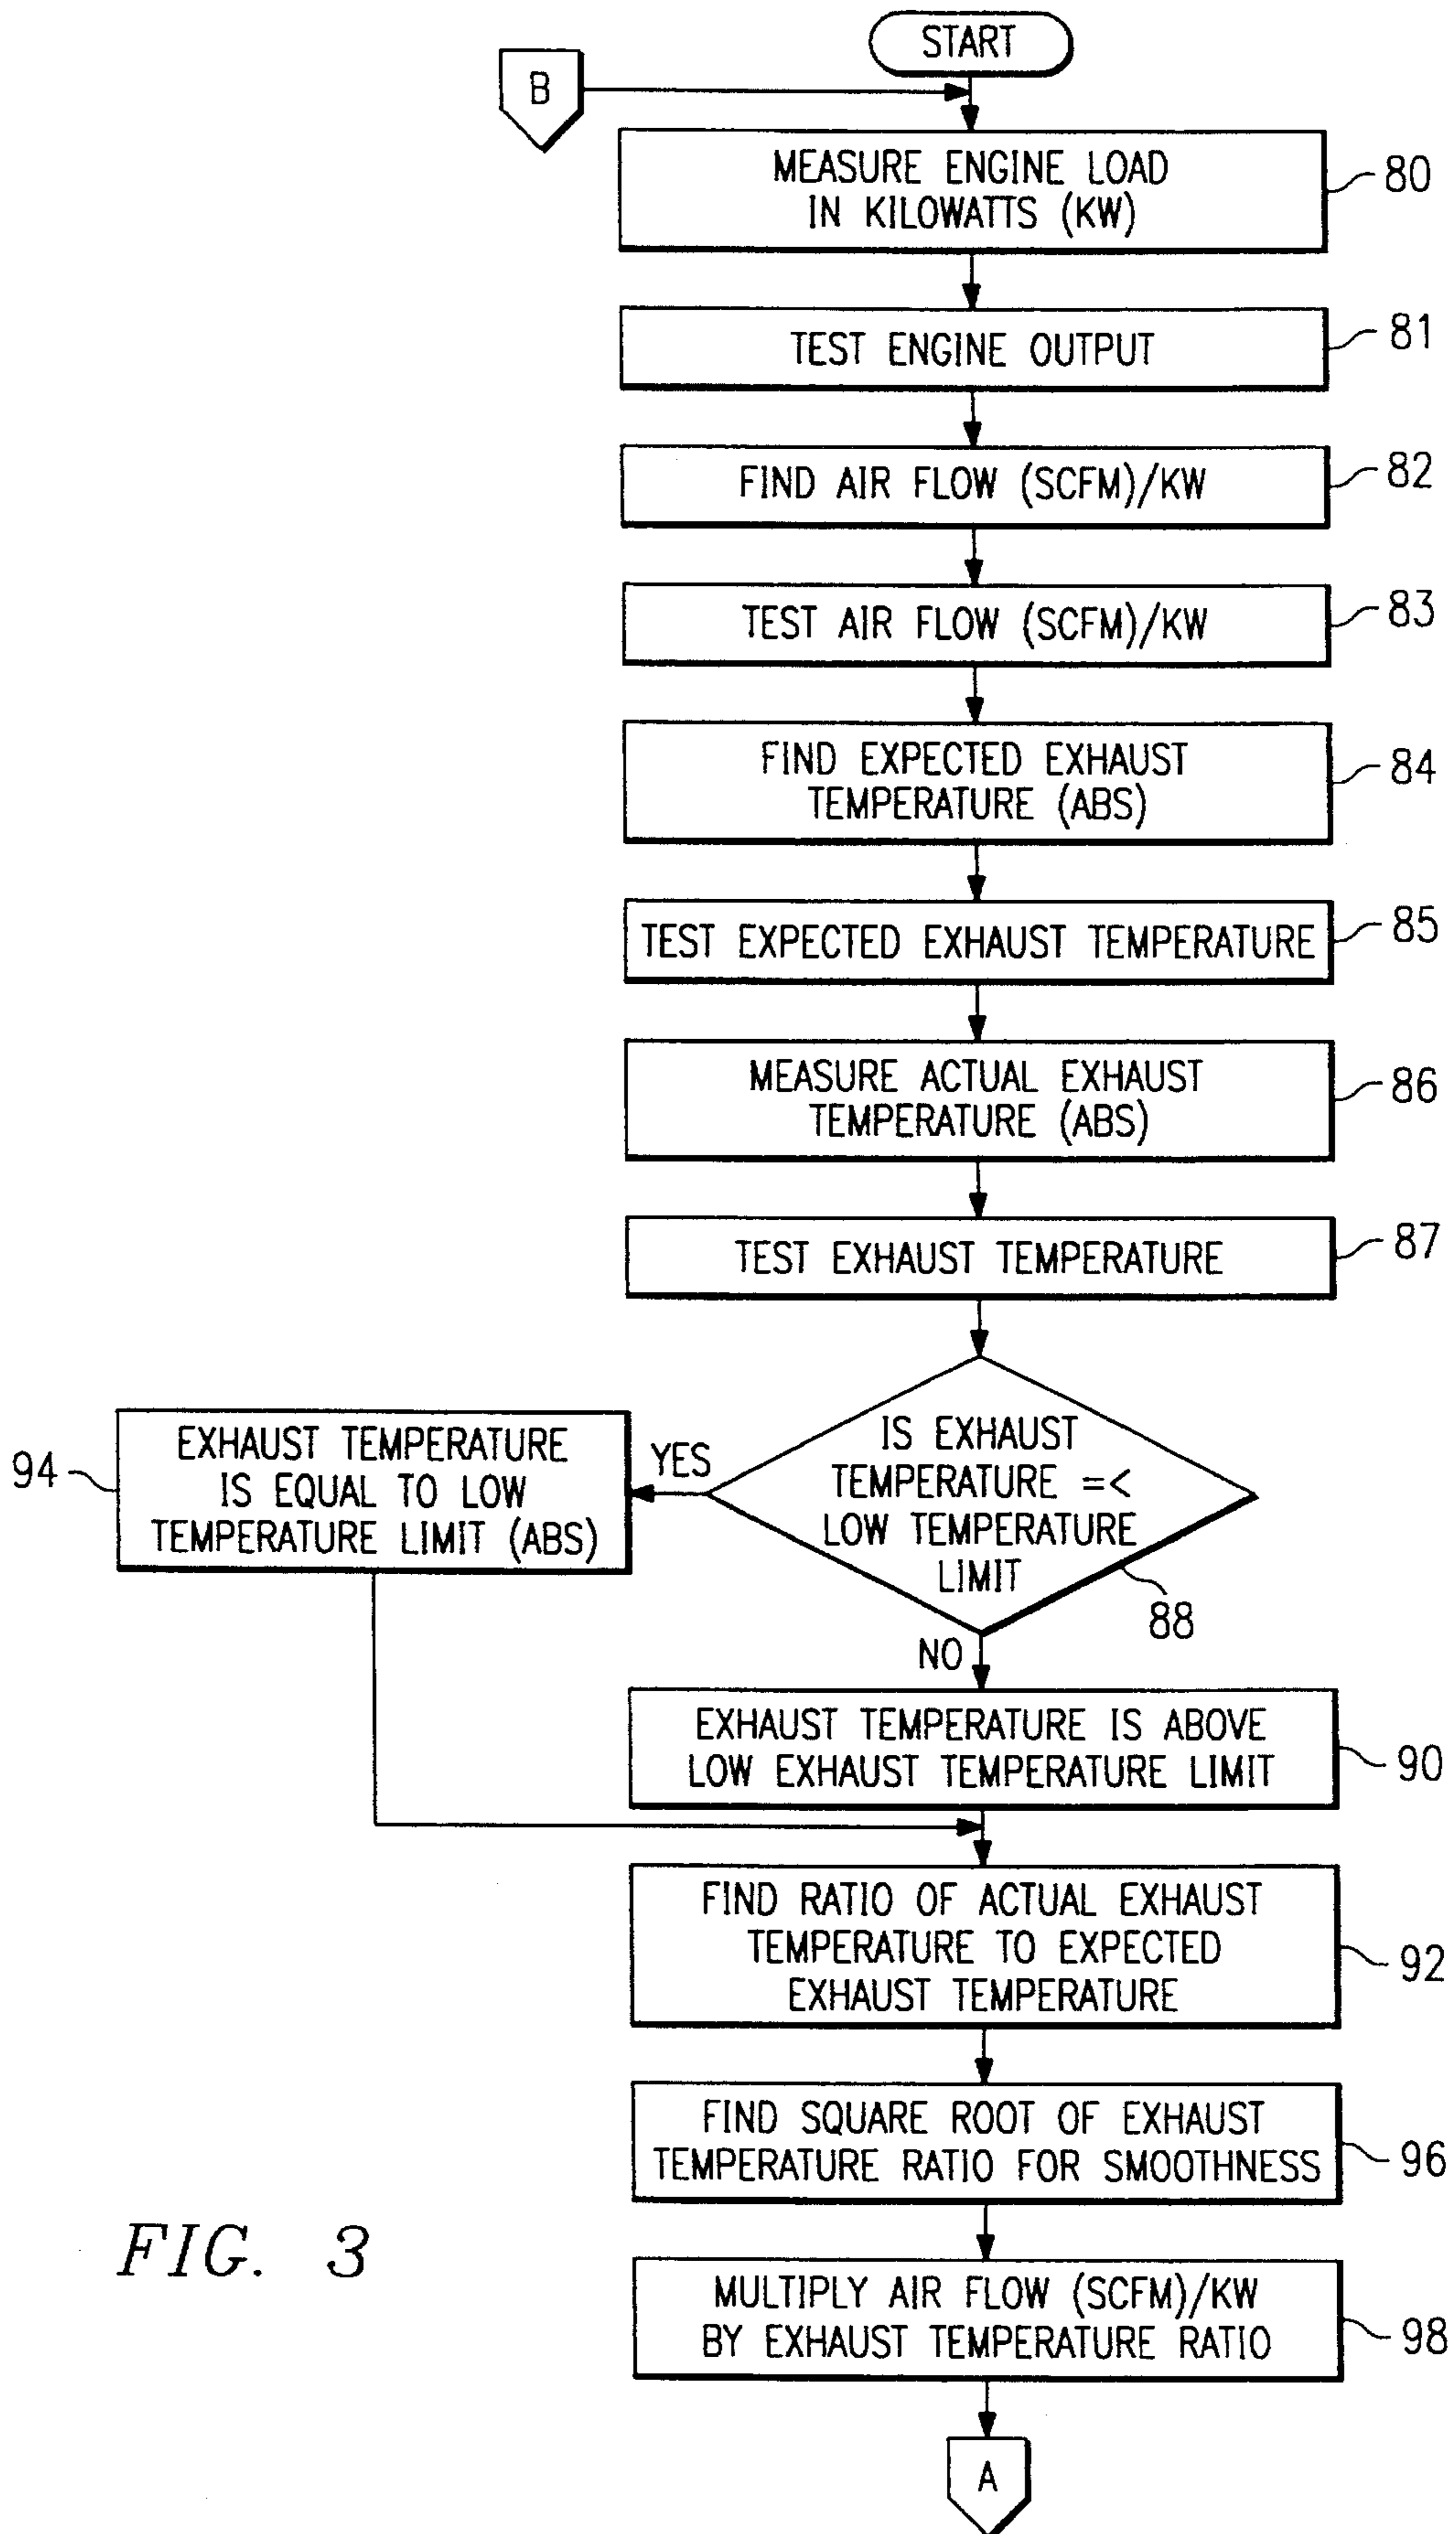 START
B
MEASURE ENGINE LOAD
IN KILOWATTS (KW)
80
TEST ENGINE OUTPUT
81
FIND AIR FLOW (SCFM)/KW
82
TEST AIR FLOW (SCFM)/KW
83
FIND EXPECTED EXHAUST
TEMPERATURE (ABS)
84
TEST EXPECTED EXHAUST TEMPERATURE
85
MEASURE ACTUAL EXHAUST
TEMPERATURE (ABS)
86
TEST EXHAUST TEMPERATURE
87
IS EXHAUST
TEMPERATURE =<
LOW TEMPERATURE
LIMIT
88
YES
94
EXHAUST TEMPERATURE
IS EQUAL TO LOW
TEMPERATURE LIMIT (ABS)
NO
EXHAUST TEMPERATURE IS ABOVE
LOW EXHAUST TEMPERATURE LIMIT
90
FIND RATIO OF ACTUAL EXHAUST
TEMPERATURE TO EXPECTED
EXHAUST TEMPERATURE
92
FIND SQUARE ROOT OF EXHAUST
TEMPERATURE RATIO FOR SMOOTHNESS
96
MULTIPLY AIR FLOW (SCFM)/KW
BY EXHAUST TEMPERATURE RATIO
98
A
FIG. 3